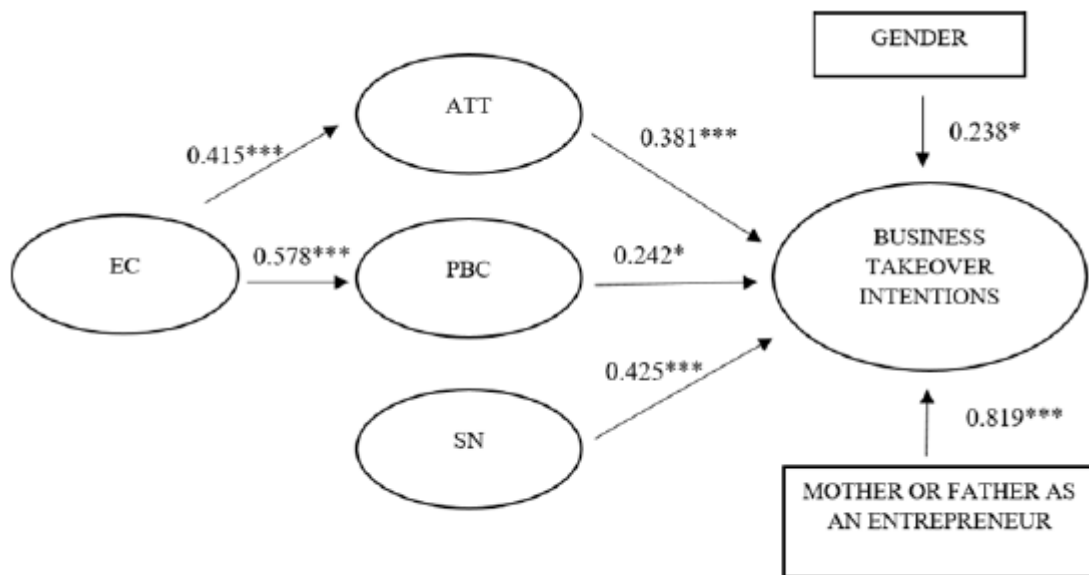 GENDER
ATT
0.415***
0.381***
0.238*
EC
0.578***
PBC
0.242*
BUSINESS
TAKEOVER
INTENTIONS
0.425***
SN
0.819***
MOTHER OR FATHER AS
AN ENTREPRENEUR